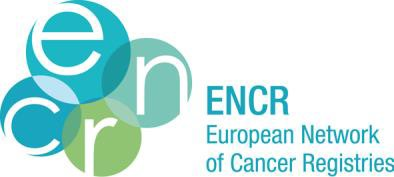 en
cr
ENCR
European Network
of Cancer Registries